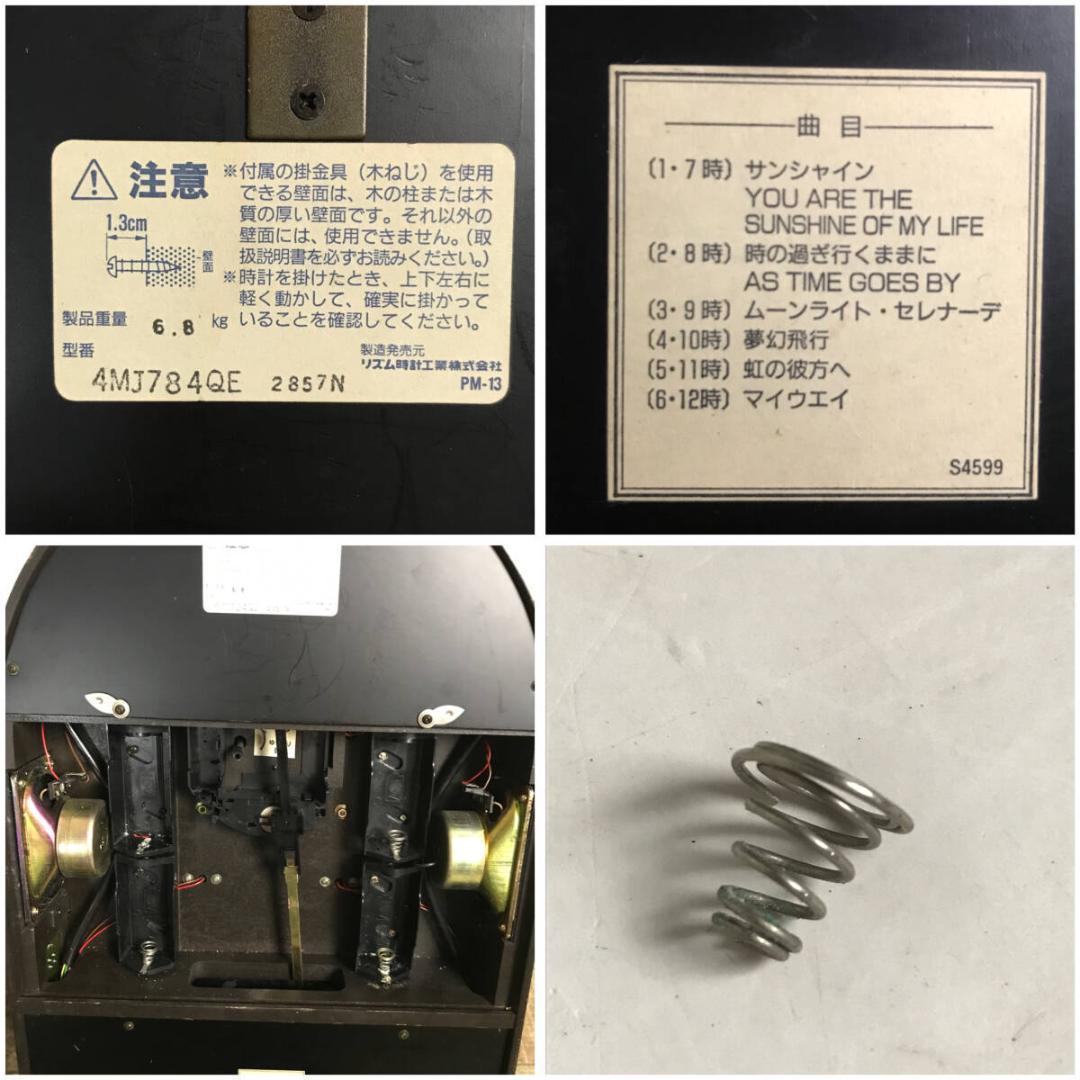 注意
1.3cm
壁面
※付属の掛金具（木ねじ）を使用
できる壁面は、木の柱または木
質の厚い壁面です。それ以外の
壁面には、使用できません。（取
扱説明書を必ずお読みください。）
※時計を掛けたとき、上下左右に
軽く動かして、確実に掛かって
いることを確認してください。
製品重量 6.8 kg
型番
4MJ784QE 2857N
製造発売元
リズム時計工業株式会社
PM-13
曲目
(1・7時) サンシャイン
YOU ARE THE
SUNSHINE OF MY LIFE
(2・8時) 時の過ぎ行くままに
AS TIME GOES BY
(3・9時) ムーンライト・セレナーデ
(4・10時) 夢幻飛行
(5・11時) 虹の彼方へ
(6・12時) マイウエイ
S4599